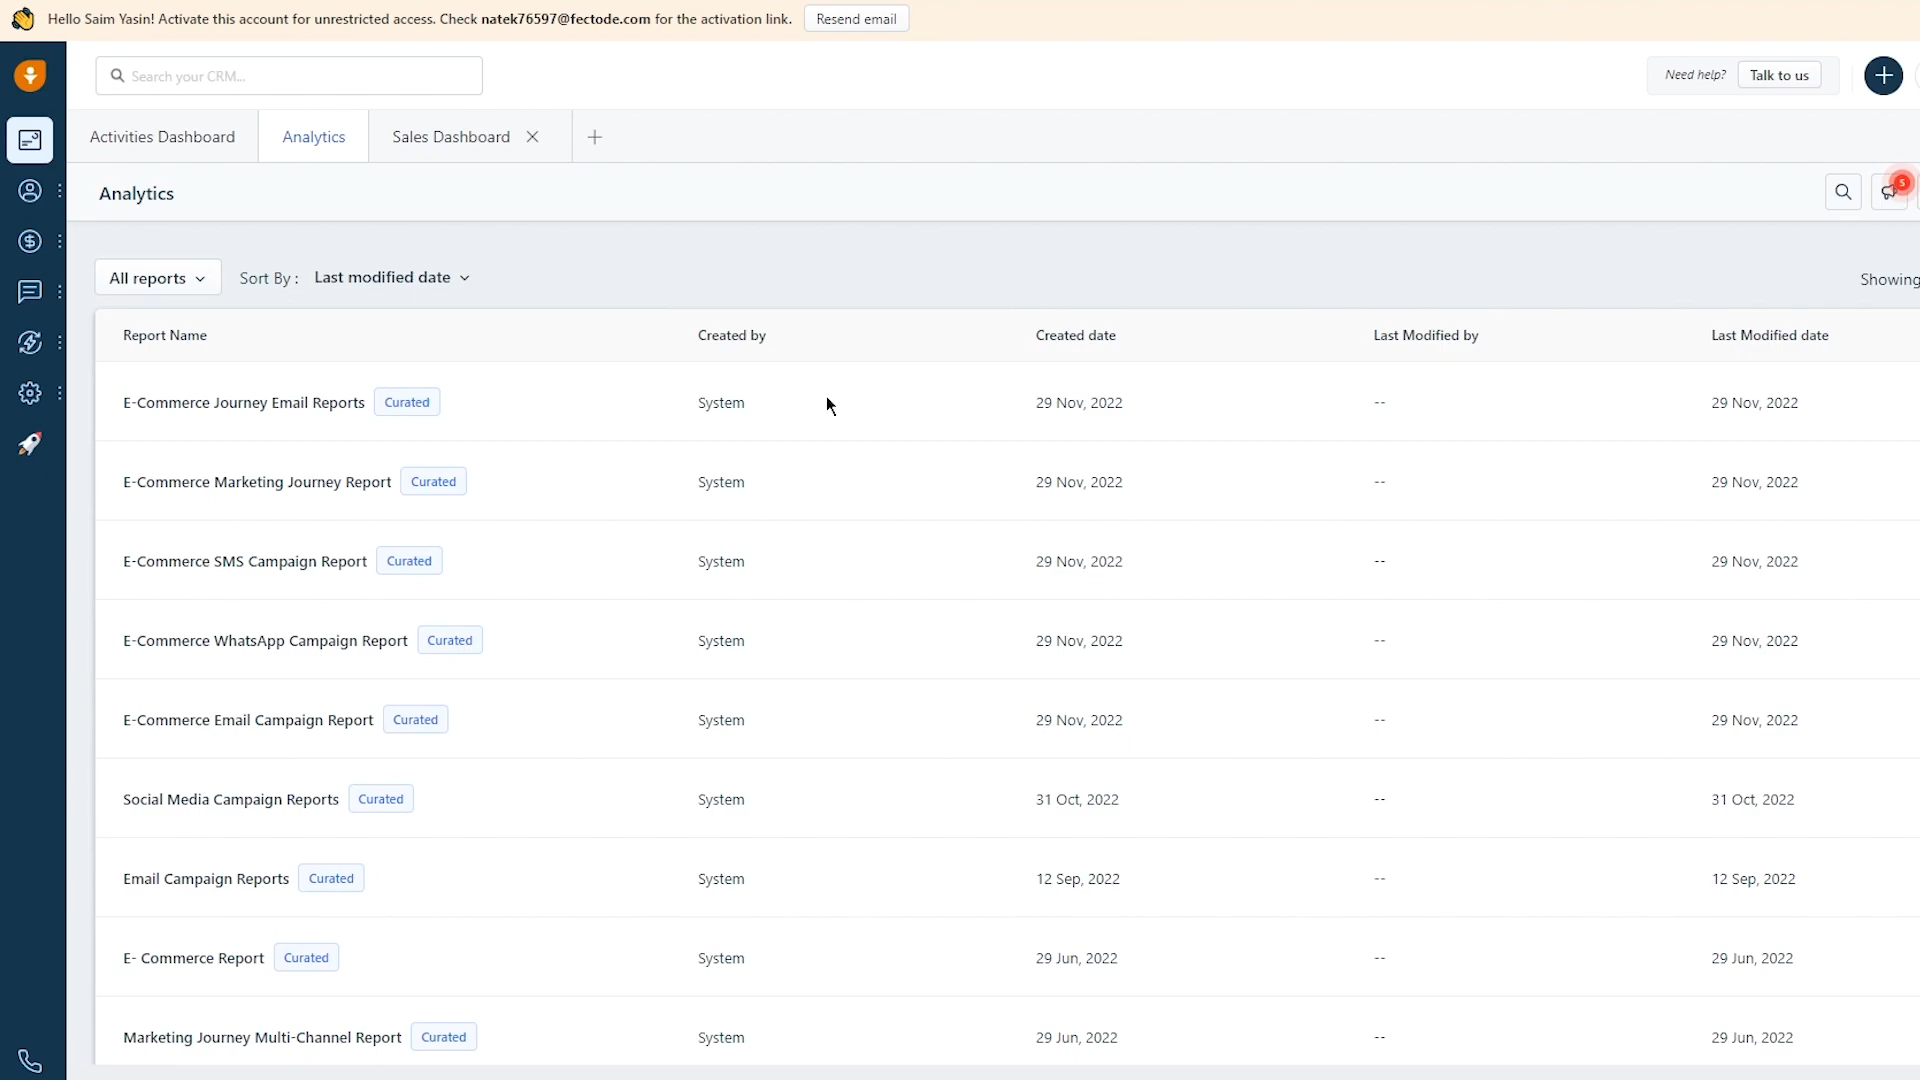 Hello Saim Yasin! Activate this account for unrestricted access. Check natek76597@fectode.com for the activation link. Resend email
Search your CRM...
Need help? Talk to us
Activities Dashboard Analytics Sales Dashboard
Analytics
5
All reports Sort By : Last modified date Showing
Report Name Created by Created date Last Modified by Last Modified date
E-Commerce Journey Email Reports Curated System 29 Nov, 2022 -- 29 Nov, 2022
E-Commerce Marketing Journey Report Curated System 29 Nov, 2022 -- 29 Nov, 2022
E-Commerce SMS Campaign Report Curated System 29 Nov, 2022 -- 29 Nov, 2022
E-Commerce WhatsApp Campaign Report Curated System 29 Nov, 2022 -- 29 Nov, 2022
E-Commerce Email Campaign Report Curated System 29 Nov, 2022 -- 29 Nov, 2022
Social Media Campaign Reports Curated System 31 Oct, 2022 -- 31 Oct, 2022
Email Campaign Reports Curated System 12 Sep, 2022 -- 12 Sep, 2022
E- Commerce Report Curated System 29 Jun, 2022 -- 29 Jun, 2022
Marketing Journey Multi-Channel Report Curated System 29 Jun, 2022 -- 29 Jun, 2022